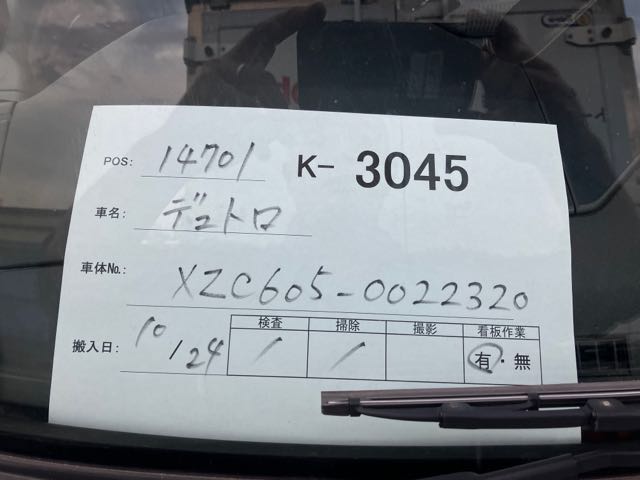 POS: 14701 K- 3045
車名: デュトロ
車体No.: XZC605-0022320
検査 掃除 撮影 看板作業
搬入日: 10/24 / / 有・無